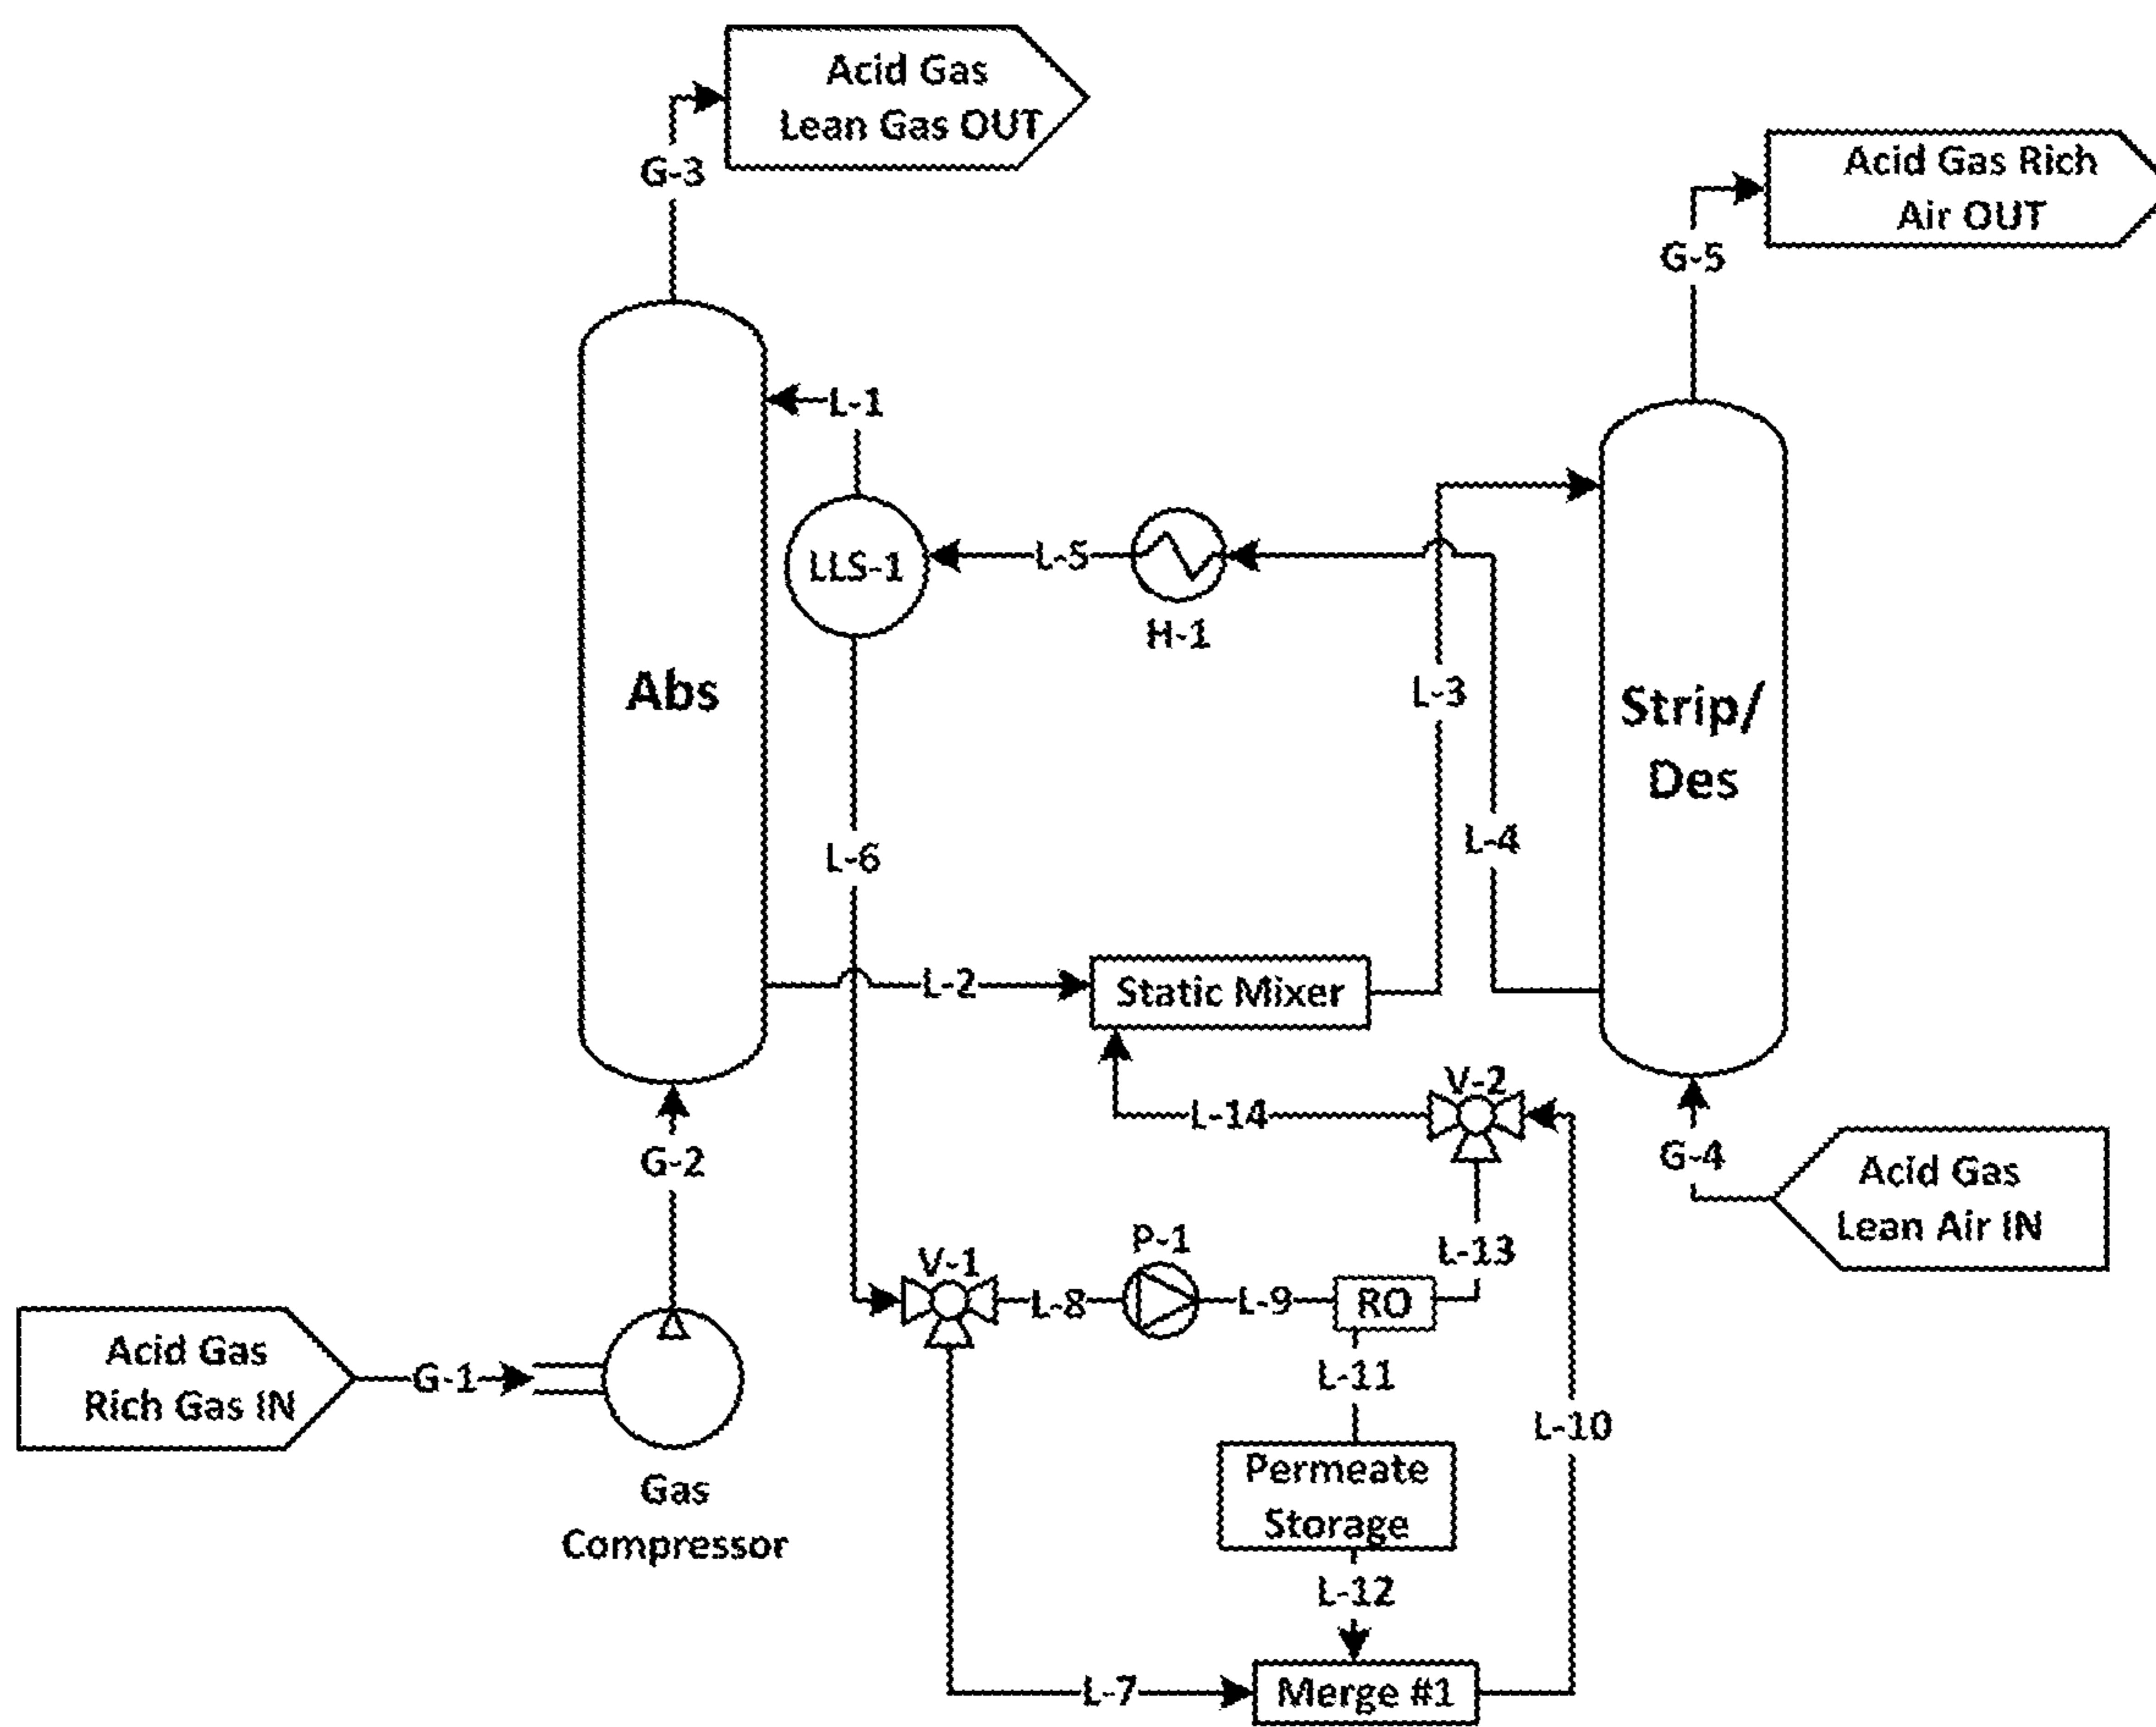 Acid Gas
Lean Gas OUT
G-3
Acid Gas Rich
Air OUT
G-5
L-1
LLS-1
L-5
H-1
Abs
L-3
Strip/
Des
L-4
L-6
L-2
Static Mixer
V-2
L-14
G-2
G-4
Acid Gas
Lean Air IN
L-13
P-1
V-1
L-8
L-9
RO
Acid Gas
Rich Gas IN
G-1
L-11
L-10
Gas
Compressor
Permeate
Storage
L-12
L-7
Merge #1